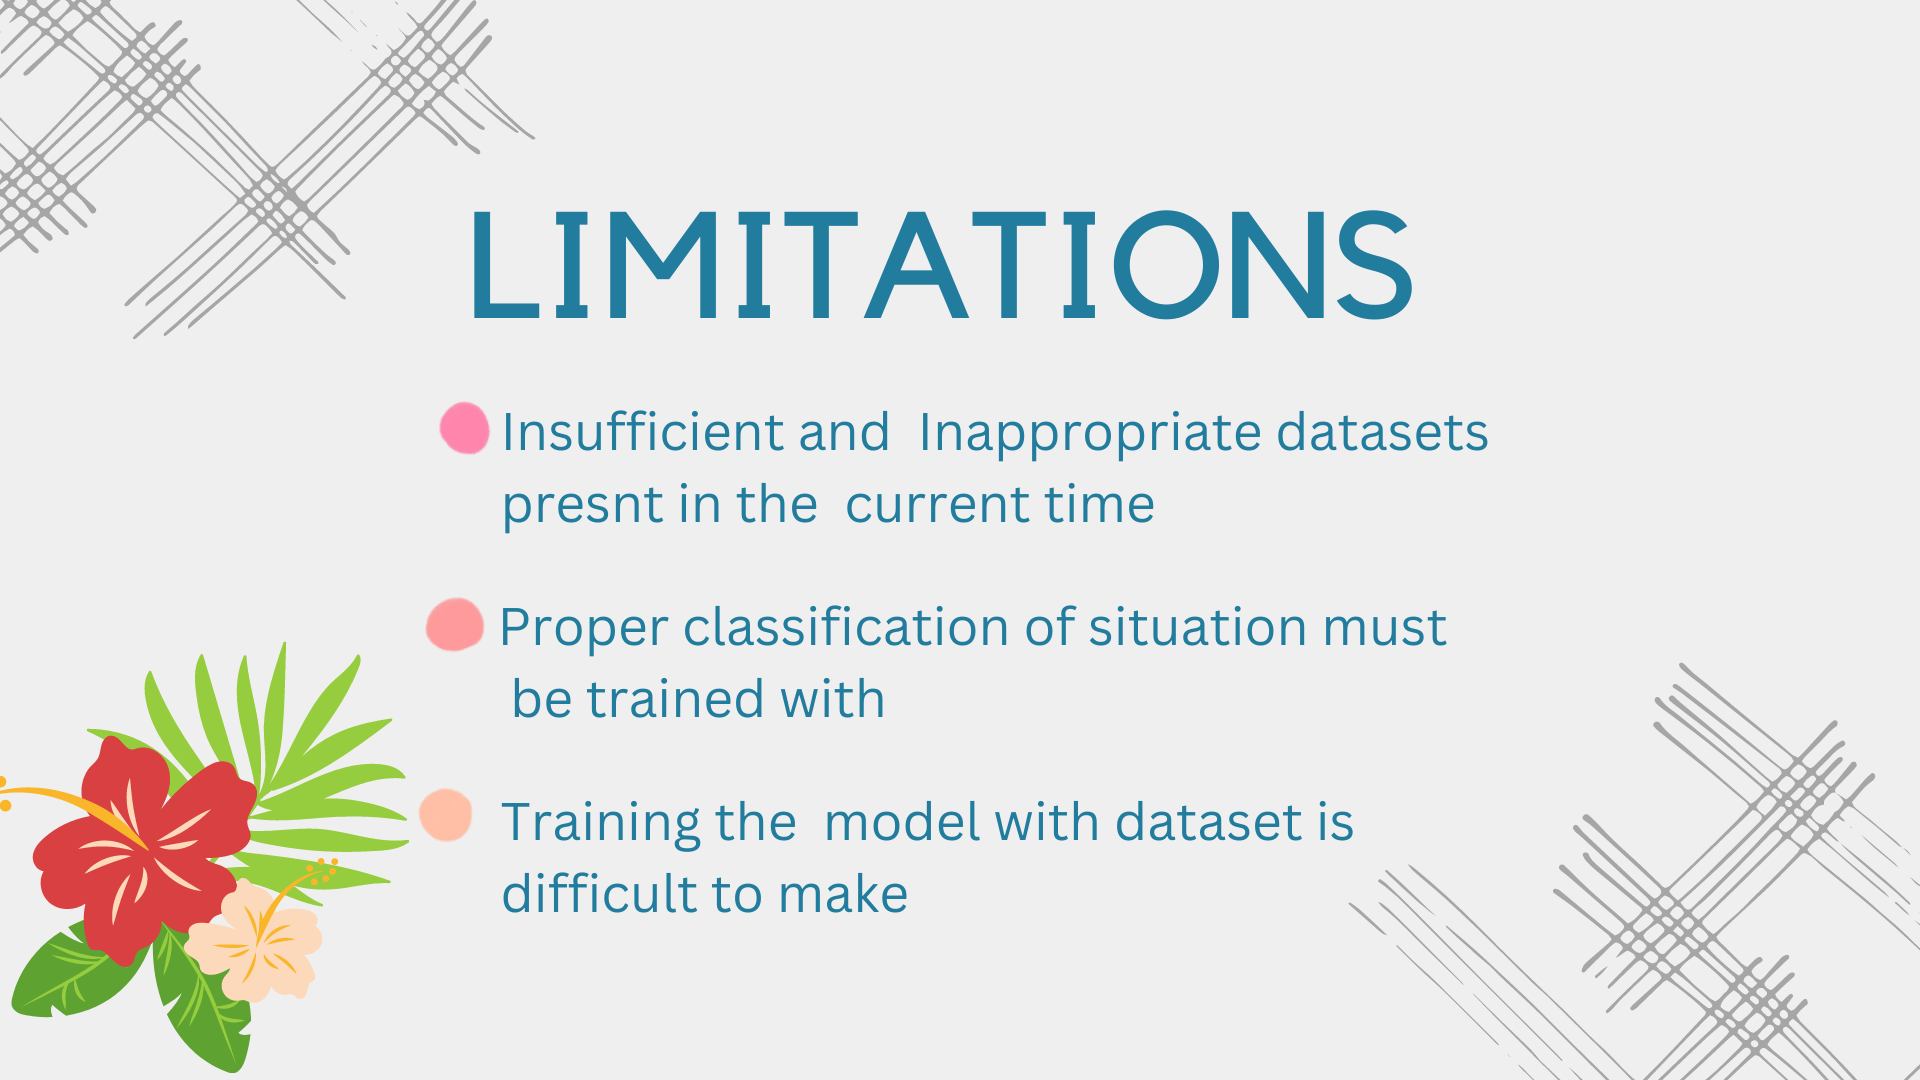 LIMITATIONS
Insufficient and  Inappropriate datasets
presnt in the  current time
Proper classification of situation must
be trained with
Training the  model with dataset is
difficult to make